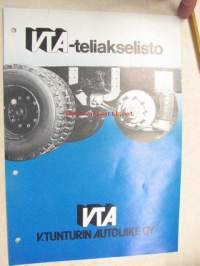 VTA-teliakselisto
VTA
V.TUNTURIN AUTOLIIKE OY